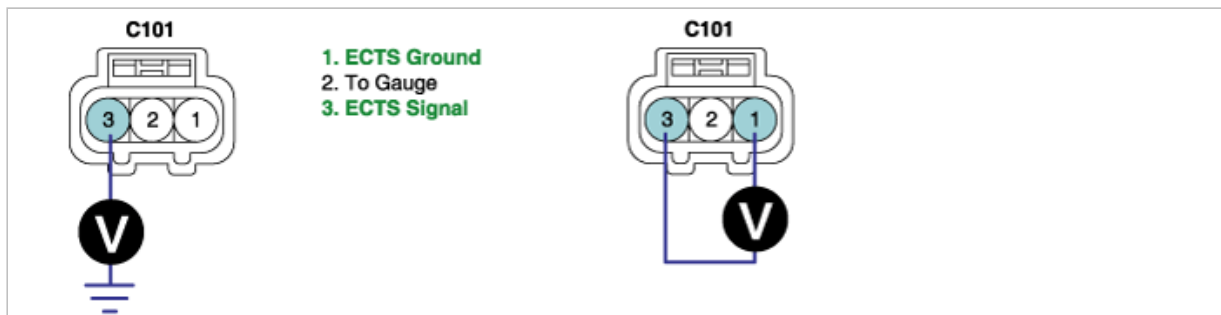 C101
3 2 1
V
1. ECTS Ground
2. To Gauge
3. ECTS Signal
C101
3 2 1
V